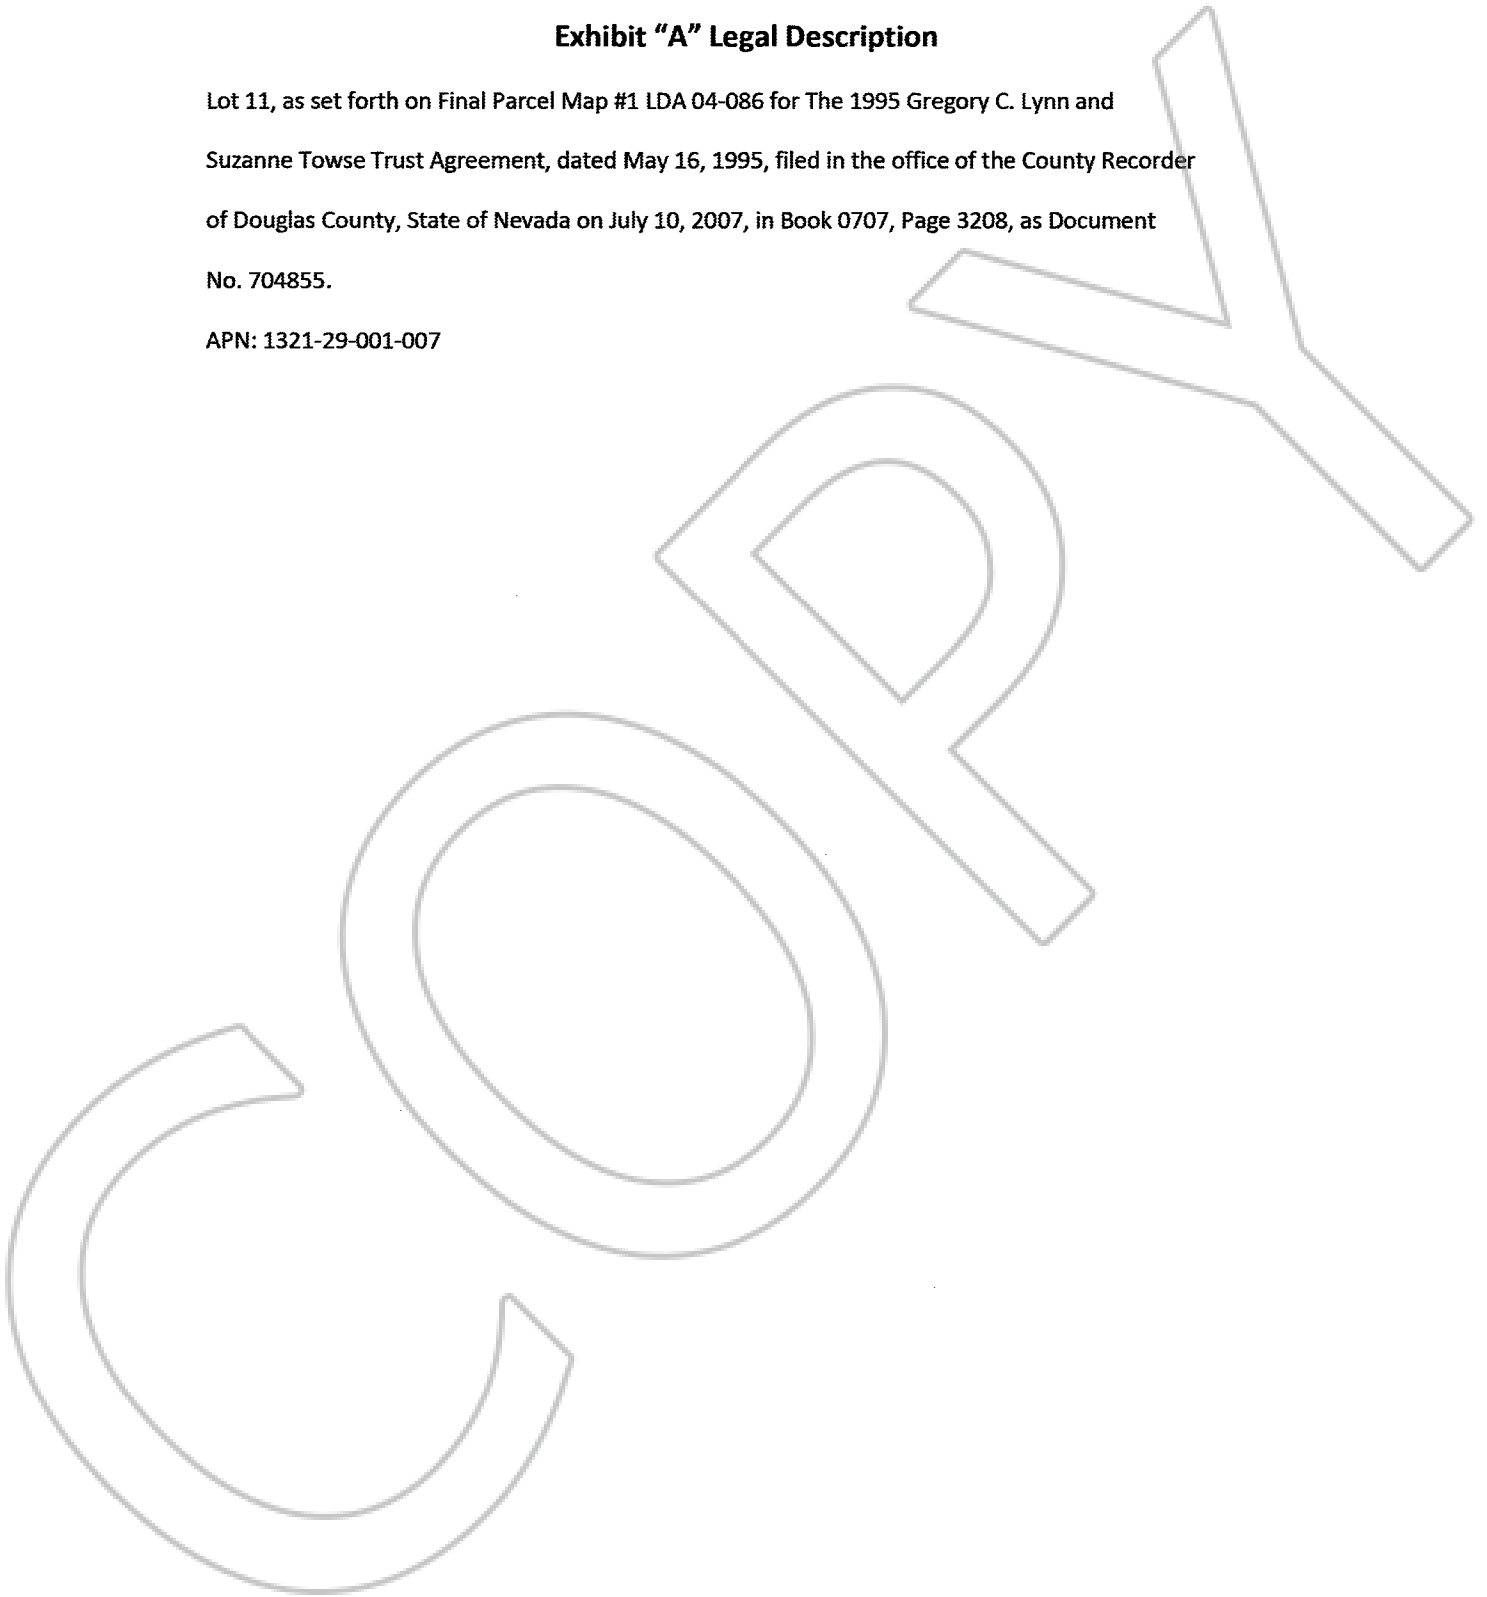 Exhibit “A” Legal Description
Lot 11, as set forth on Final Parcel Map #1 LDA 04-086 for The 1995 Gregory C. Lynn and
Suzanne Towse Trust Agreement, dated May 16, 1995, filed in the office of the County Recorder
of Douglas County, State of Nevada on July 10, 2007, in Book 0707, Page 3208, as Document
No. 704855.
APN: 1321-29-001-007
COPY